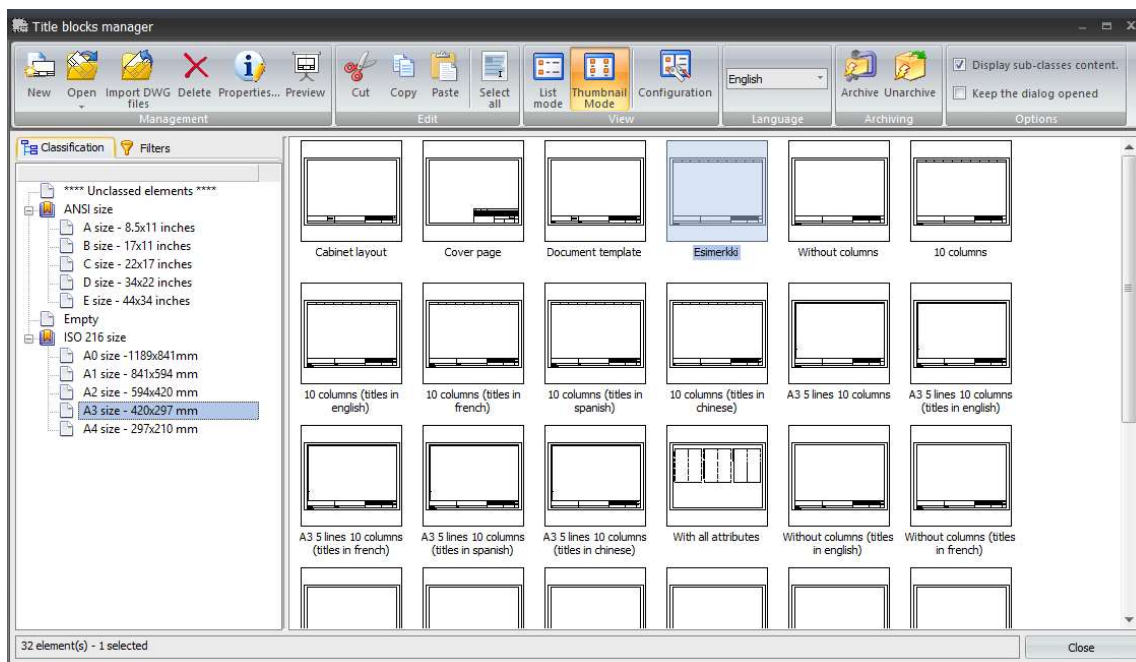 Title blocks manager
New
Open
Import DWG
files
Delete
Properties...
Preview
Management
Cut
Copy
Paste
Select
all
Edit
List
mode
Thumbnail
Mode
Configuration
View
English
Language
Archive
Unarchive
Archiving
Display sub-classes content.
Keep the dialog opened
Options
Classification
Filters
**** Unclassed elements ****
ANSI size
A size - 8.5x11 inches
B size - 17x11 inches
C size - 22x17 inches
D size - 34x22 inches
E size - 44x34 inches
Empty
ISO 216 size
A0 size -1189x841mm
A1 size - 841x594 mm
A2 size - 594x420 mm
A3 size - 420x297 mm
A4 size - 297x210 mm
Cabinet layout
Cover page
Document template
Esimerkki
Without columns
10 columns
10 columns (titles in
english)
10 columns (titles in
french)
10 columns (titles in
spanish)
10 columns (titles in
chinese)
A3 5 lines 10 columns
A3 5 lines 10 columns
(titles in english)
A3 5 lines 10 columns
(titles in french)
A3 5 lines 10 columns
(titles in spanish)
A3 5 lines 10 columns
(titles in chinese)
With all attributes
Without columns (titles
in english)
Without columns (titles
in french)
32 element(s) - 1 selected
Close